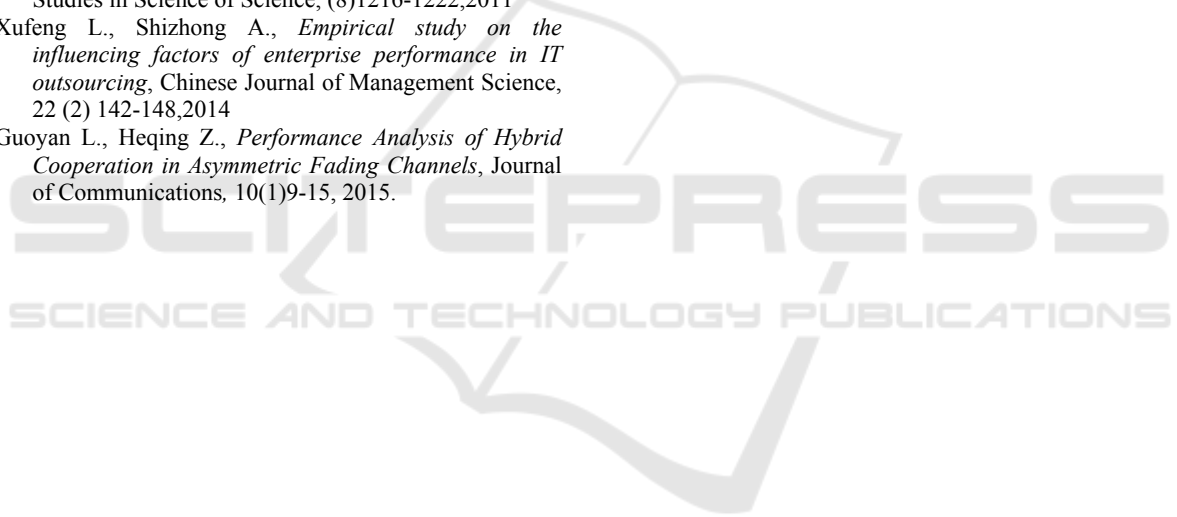 Studies in Science of Science, (8)1216-1222,2011
Xufeng L., Shizhong A., Empirical study on the
influencing factors of enterprise performance in IT
outsourcing, Chinese Journal of Management Science,
22 (2) 142-148,2014
Guoyan L., Heqing Z., Performance Analysis of Hybrid
Cooperation in Asymmetric Fading Channels, Journal
of Communications, 10(1)9-15, 2015.
SCITEPRESS
SCIENCE AND TECHNOLOGY PUBLICATIONS